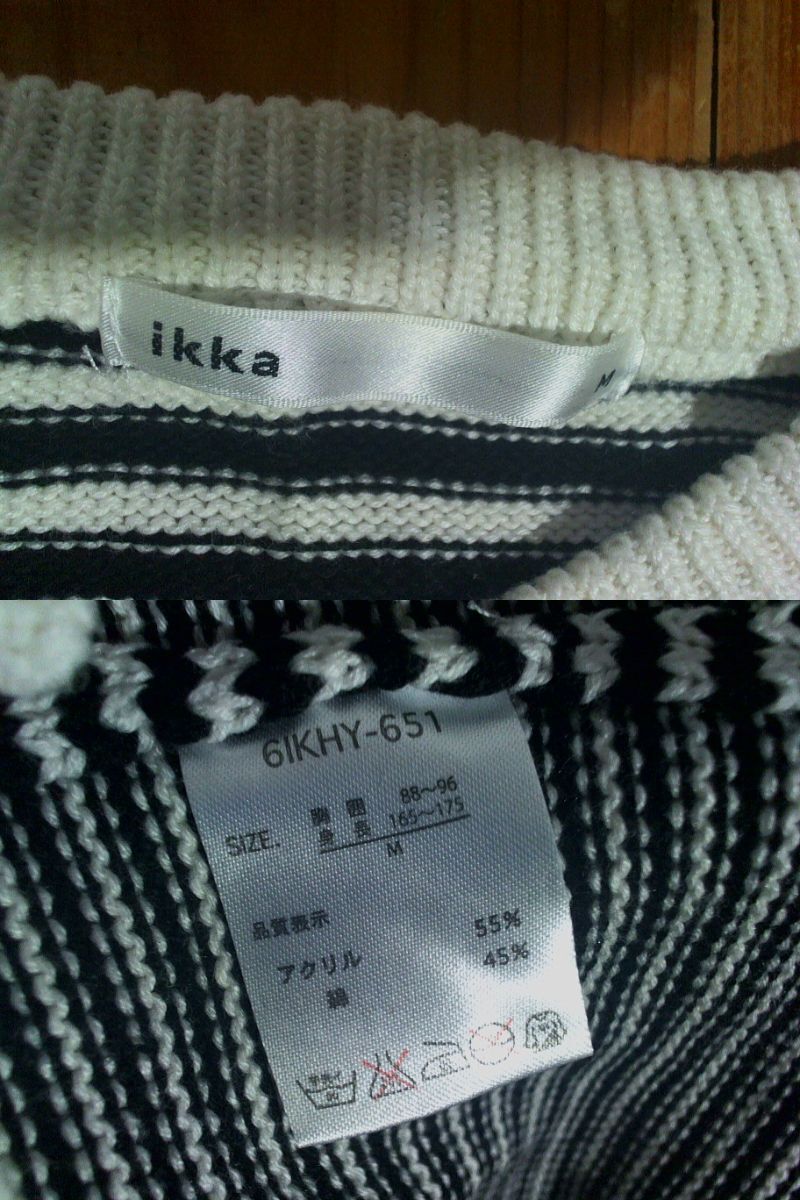 ikka
M
6IKHY-651
SIZE. 胸 囲 88～96
身 長 165～175
M
品質表示
アクリル 55%
綿 45%